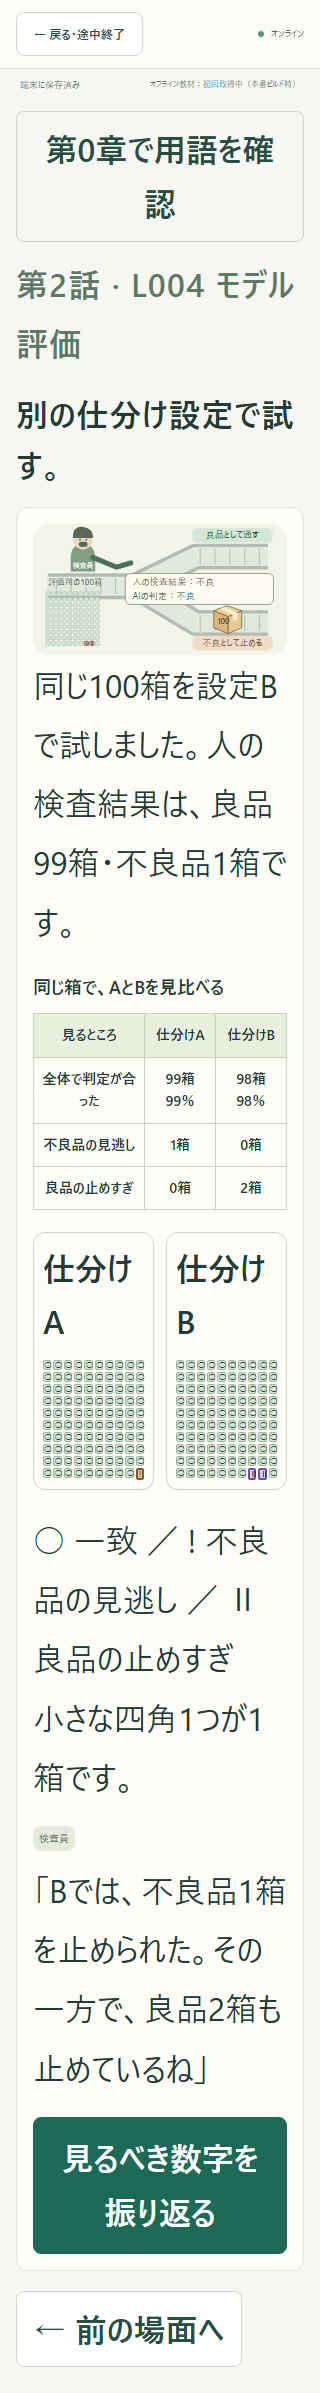 ← 戻る・途中終了
オンライン
端末に保存済み
オフライン教材：初回取得中（本番ビルド時）
第0章で用語を確
認
第2話 · L004 モデル
評価
別の仕分け設定で試
す。
良品として通す
検査員
評価用の100箱
人の検査結果：不良
AIの判定：不良
100
不良として止める
同じ100箱を設定B
で試しました。人の
検査結果は、良品
99箱・不良品1箱で
す。
同じ箱で、AとBを見比べる
見るところ 仕分けA 仕分けB
全体で判定が合った 99箱 99% 98箱 98%
不良品の見逃し 1箱 0箱
良品の止めすぎ 0箱 2箱
仕分け
A
仕分け
B
○ 一致 ／ ! 不良
品の見逃し ／ II
良品の止めすぎ
小さな四角1つが1
箱です。
検査員
「Bでは、不良品1箱
を止められた。その
一方で、良品2箱も
止めているね」
見るべき数字を
振り返る
← 前の場面へ